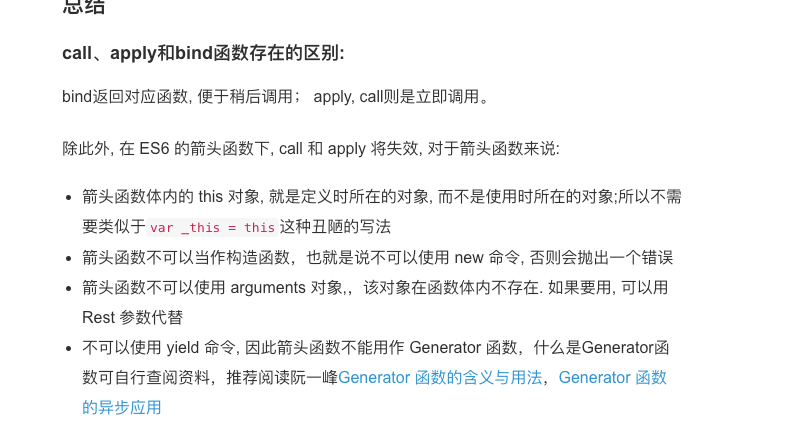 总结
call、apply和bind函数存在的区别:
bind返回对应函数, 便于稍后调用； apply, call则是立即调用。
除此外, 在 ES6 的箭头函数下, call 和 apply 将失效, 对于箭头函数来说:
箭头函数体内的 this 对象, 就是定义时所在的对象, 而不是使用时所在的对象;所以不需
要类似于var _this = this这种丑陋的写法
箭头函数不可以当作构造函数，也就是说不可以使用 new 命令, 否则会抛出一个错误
箭头函数不可以使用 arguments 对象,，该对象在函数体内不存在. 如果要用, 可以用
Rest 参数代替
不可以使用 yield 命令, 因此箭头函数不能用作 Generator 函数，什么是Generator函
数可自行查阅资料，推荐阅读阮一峰Generator 函数的含义与用法，Generator 函数
的异步应用